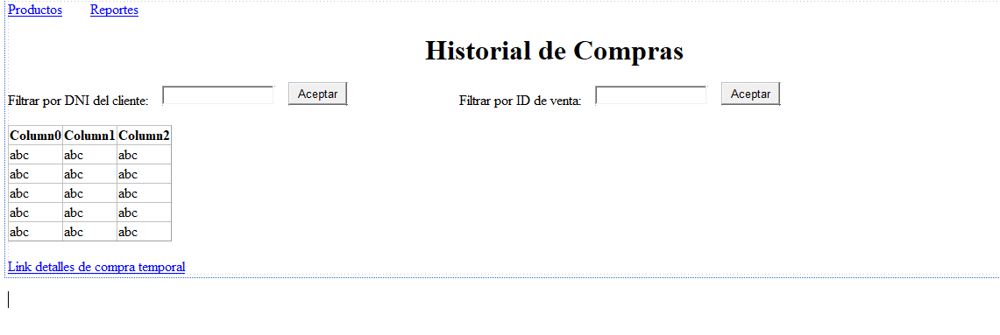 Productos Reportes
Historial de Compras
Filtrar por DNI del cliente: Aceptar Filtrar por ID de venta: Aceptar
Column0 Column1 Column2
abc abc abc
abc abc abc
abc abc abc
abc abc abc
abc abc abc
Link detalles de compra temporal